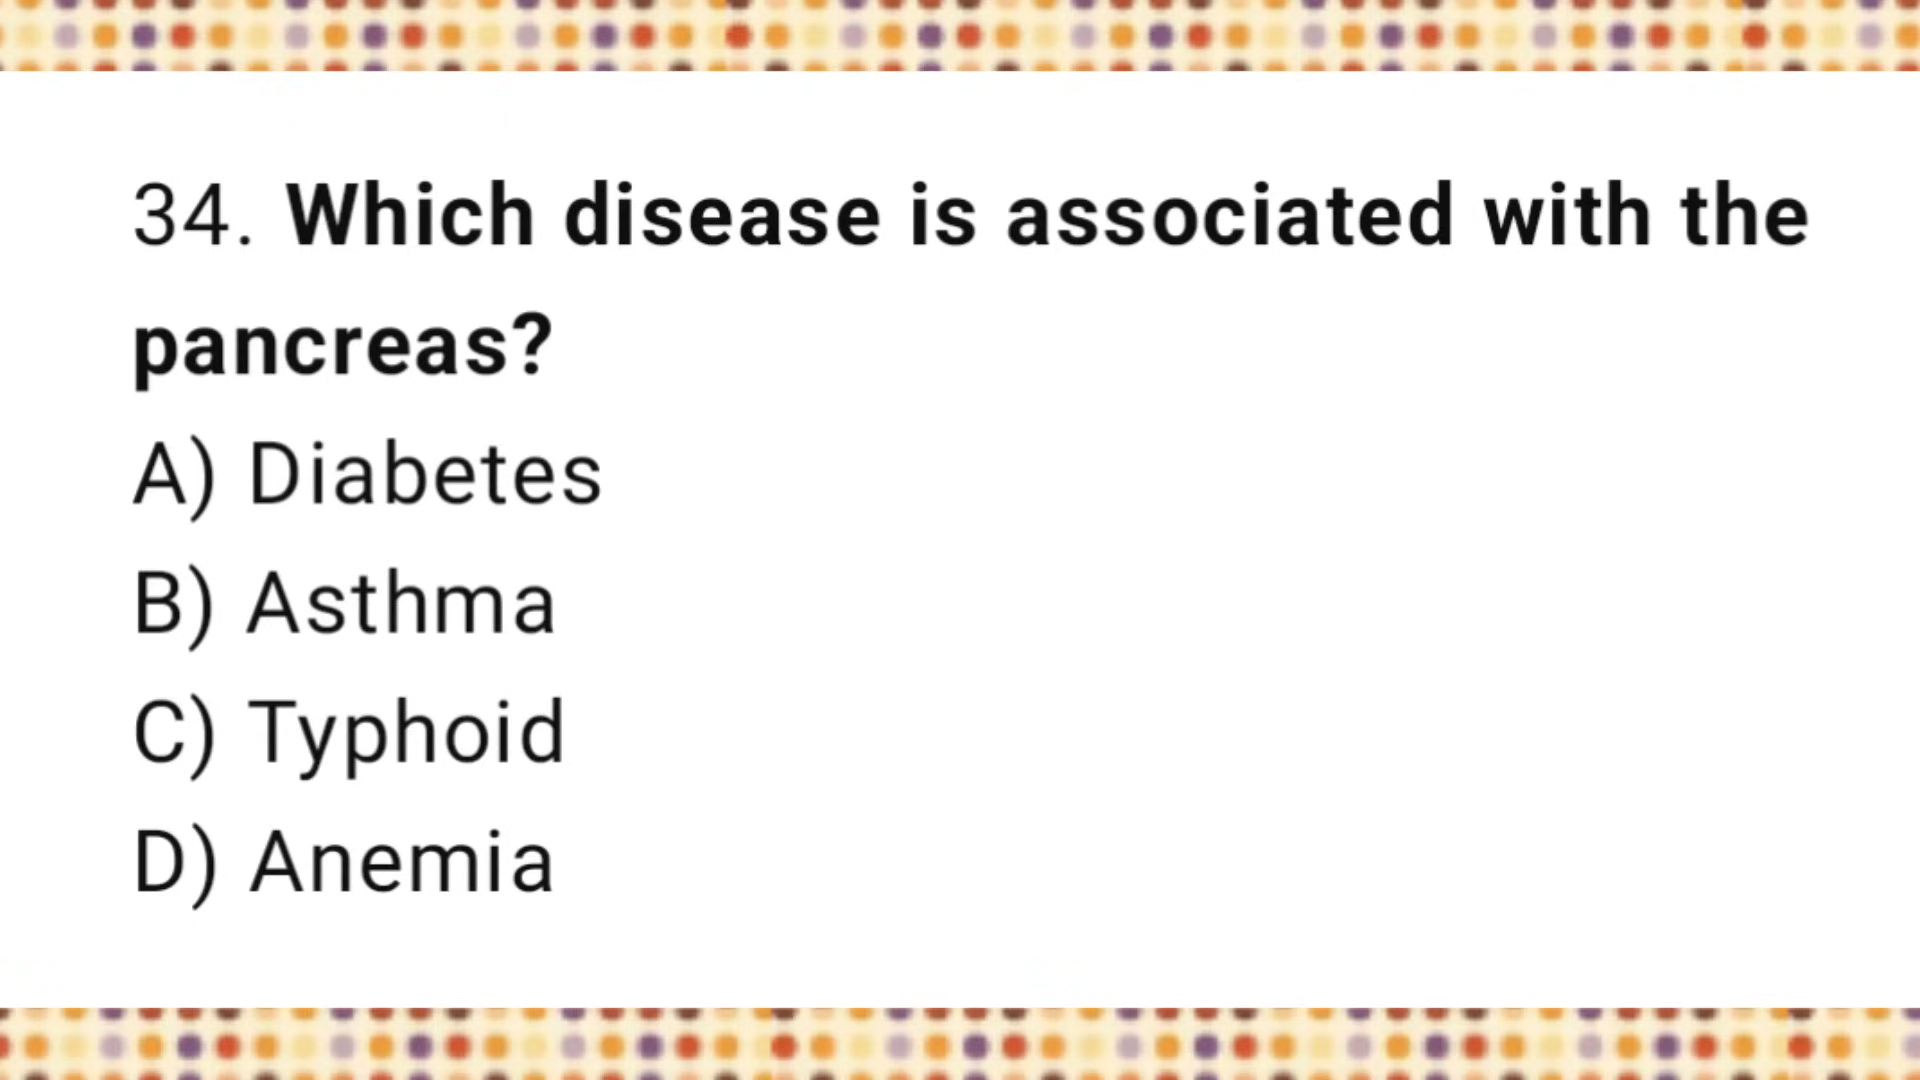 34. Which disease is associated with the
pancreas?
A) Diabetes
B) Asthma
C) Typhoid
D) Anemia